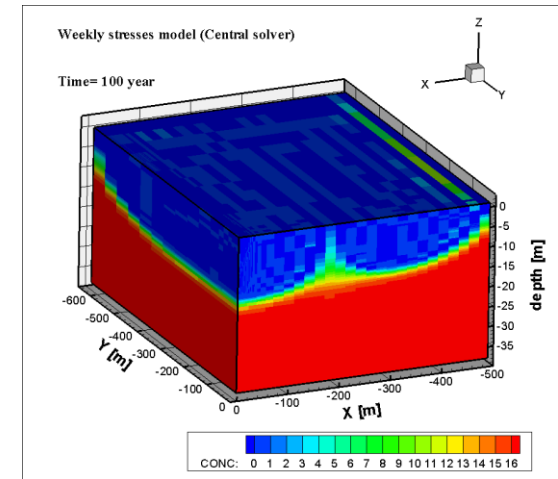 Weekly stresses model (Central solver)
Time= 100 year
Z
X
Y
0
-5
-10
-15
-20
-25
-30
-35
depth [m]
-600
-500
-400
-300
-200
-100
0
Y [m]
0
-100
-200
-300
-400
-500
X [m]
CONC: 0 1 2 3 4 5 6 7 8 9 10 11 12 13 14 15 16